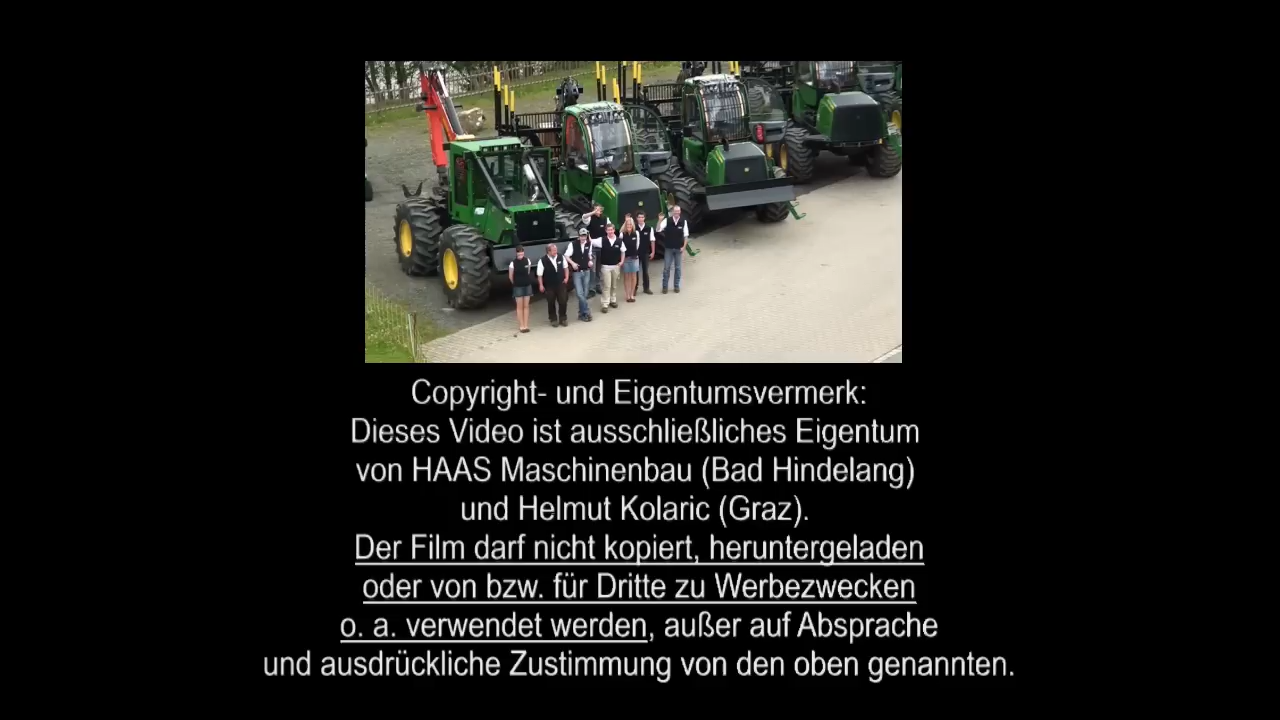 Copyright- und Eigentumsvermerk:
Dieses Video ist ausschließliches Eigentum
von HAAS Maschinenbau (Bad Hindelang)
und Helmut Kolaric (Graz).
Der Film darf nicht kopiert, heruntergeladen
oder von bzw. für Dritte zu Werbezwecken
o. a. verwendet werden, außer auf Absprache
und ausdrückliche Zustimmung von den oben genannten.